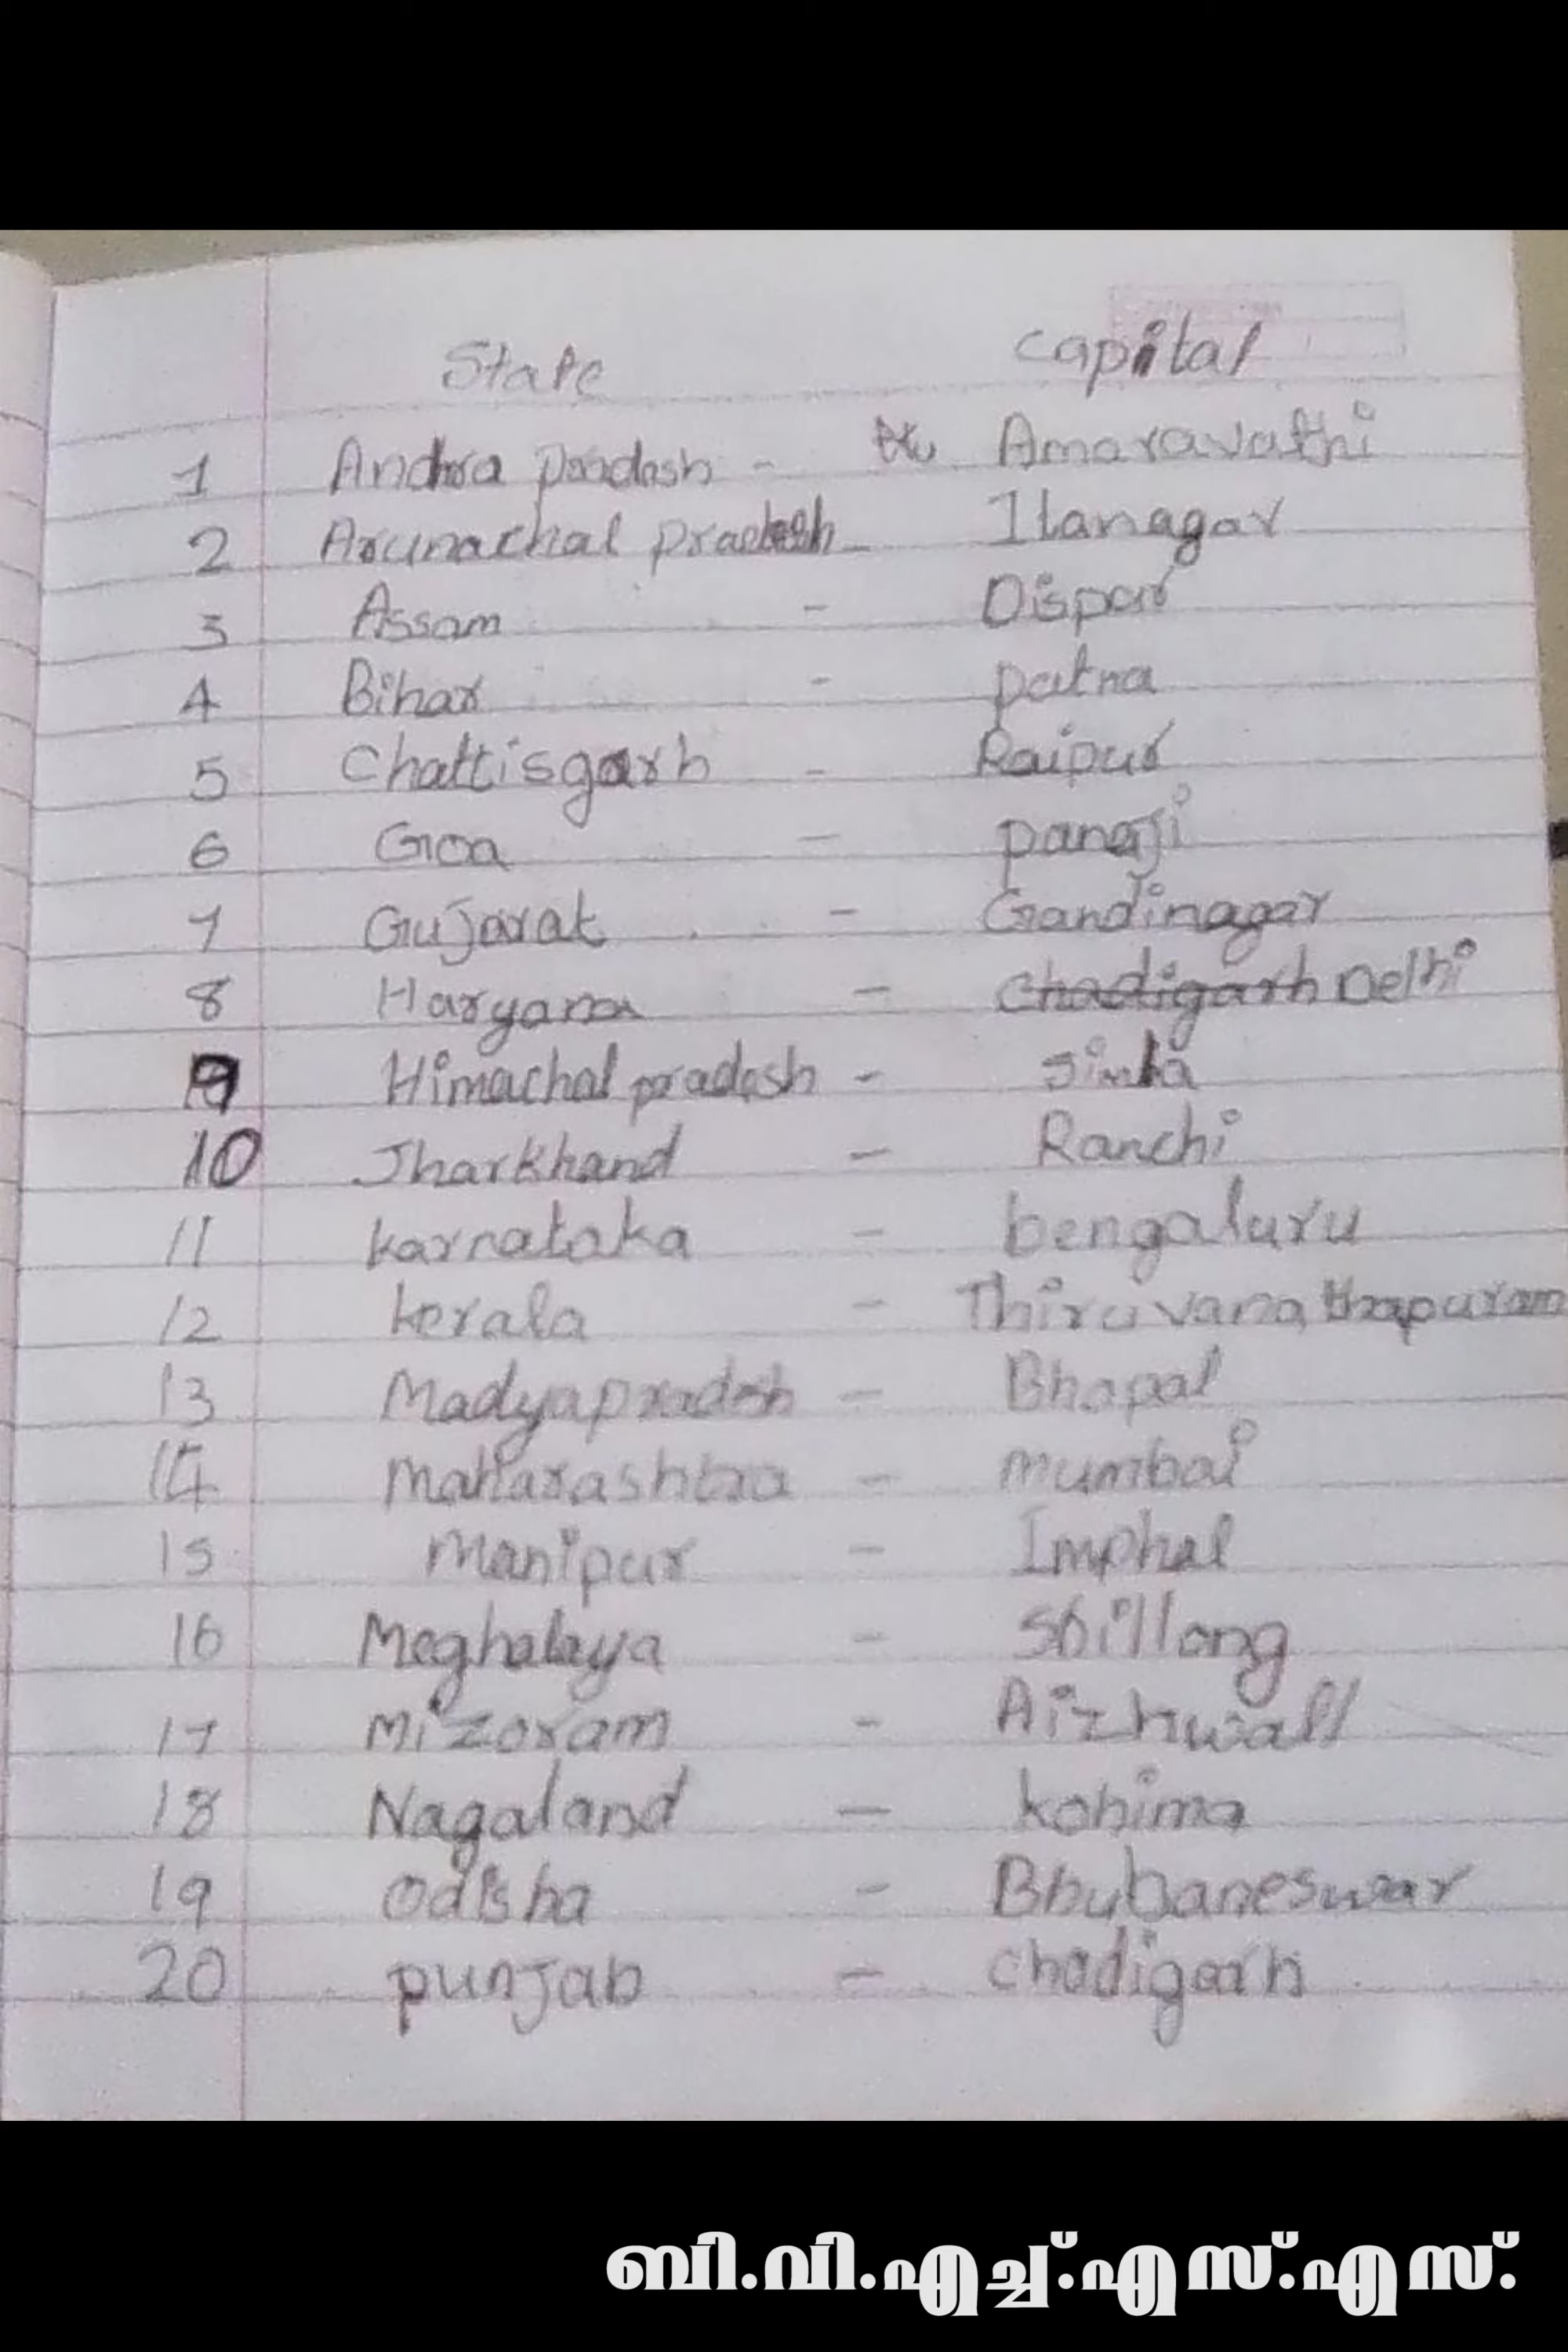 State capital
1 Andhra pradesh - Amaravathi
2 Arunachal pradesh - Itanagar
3 Assam - Dispur
4 Bihar - patna
5 Chattisgarh - Raipur
6 Goa - panaji
7 Gujarat - Gandinagar
8 Haryana - Chadigarh Delhi
9 Himachal pradesh - Simla
10 Jharkhand - Ranchi
11 karnataka - bengaluru
12 kerala - Thiruvanathapuram
13 Madyapradesh - Bhopal
14 Maharashtra - mumbai
15 Manipur - Imphal
16 Meghalaya - Shillong
17 Mizoram - Aizhwall
18 Nagaland - kohima
19 Odisha - Bhubaneswar
20 punjab - chadigarh
ബി.വി.എച്ച്.എസ്.എസ്.